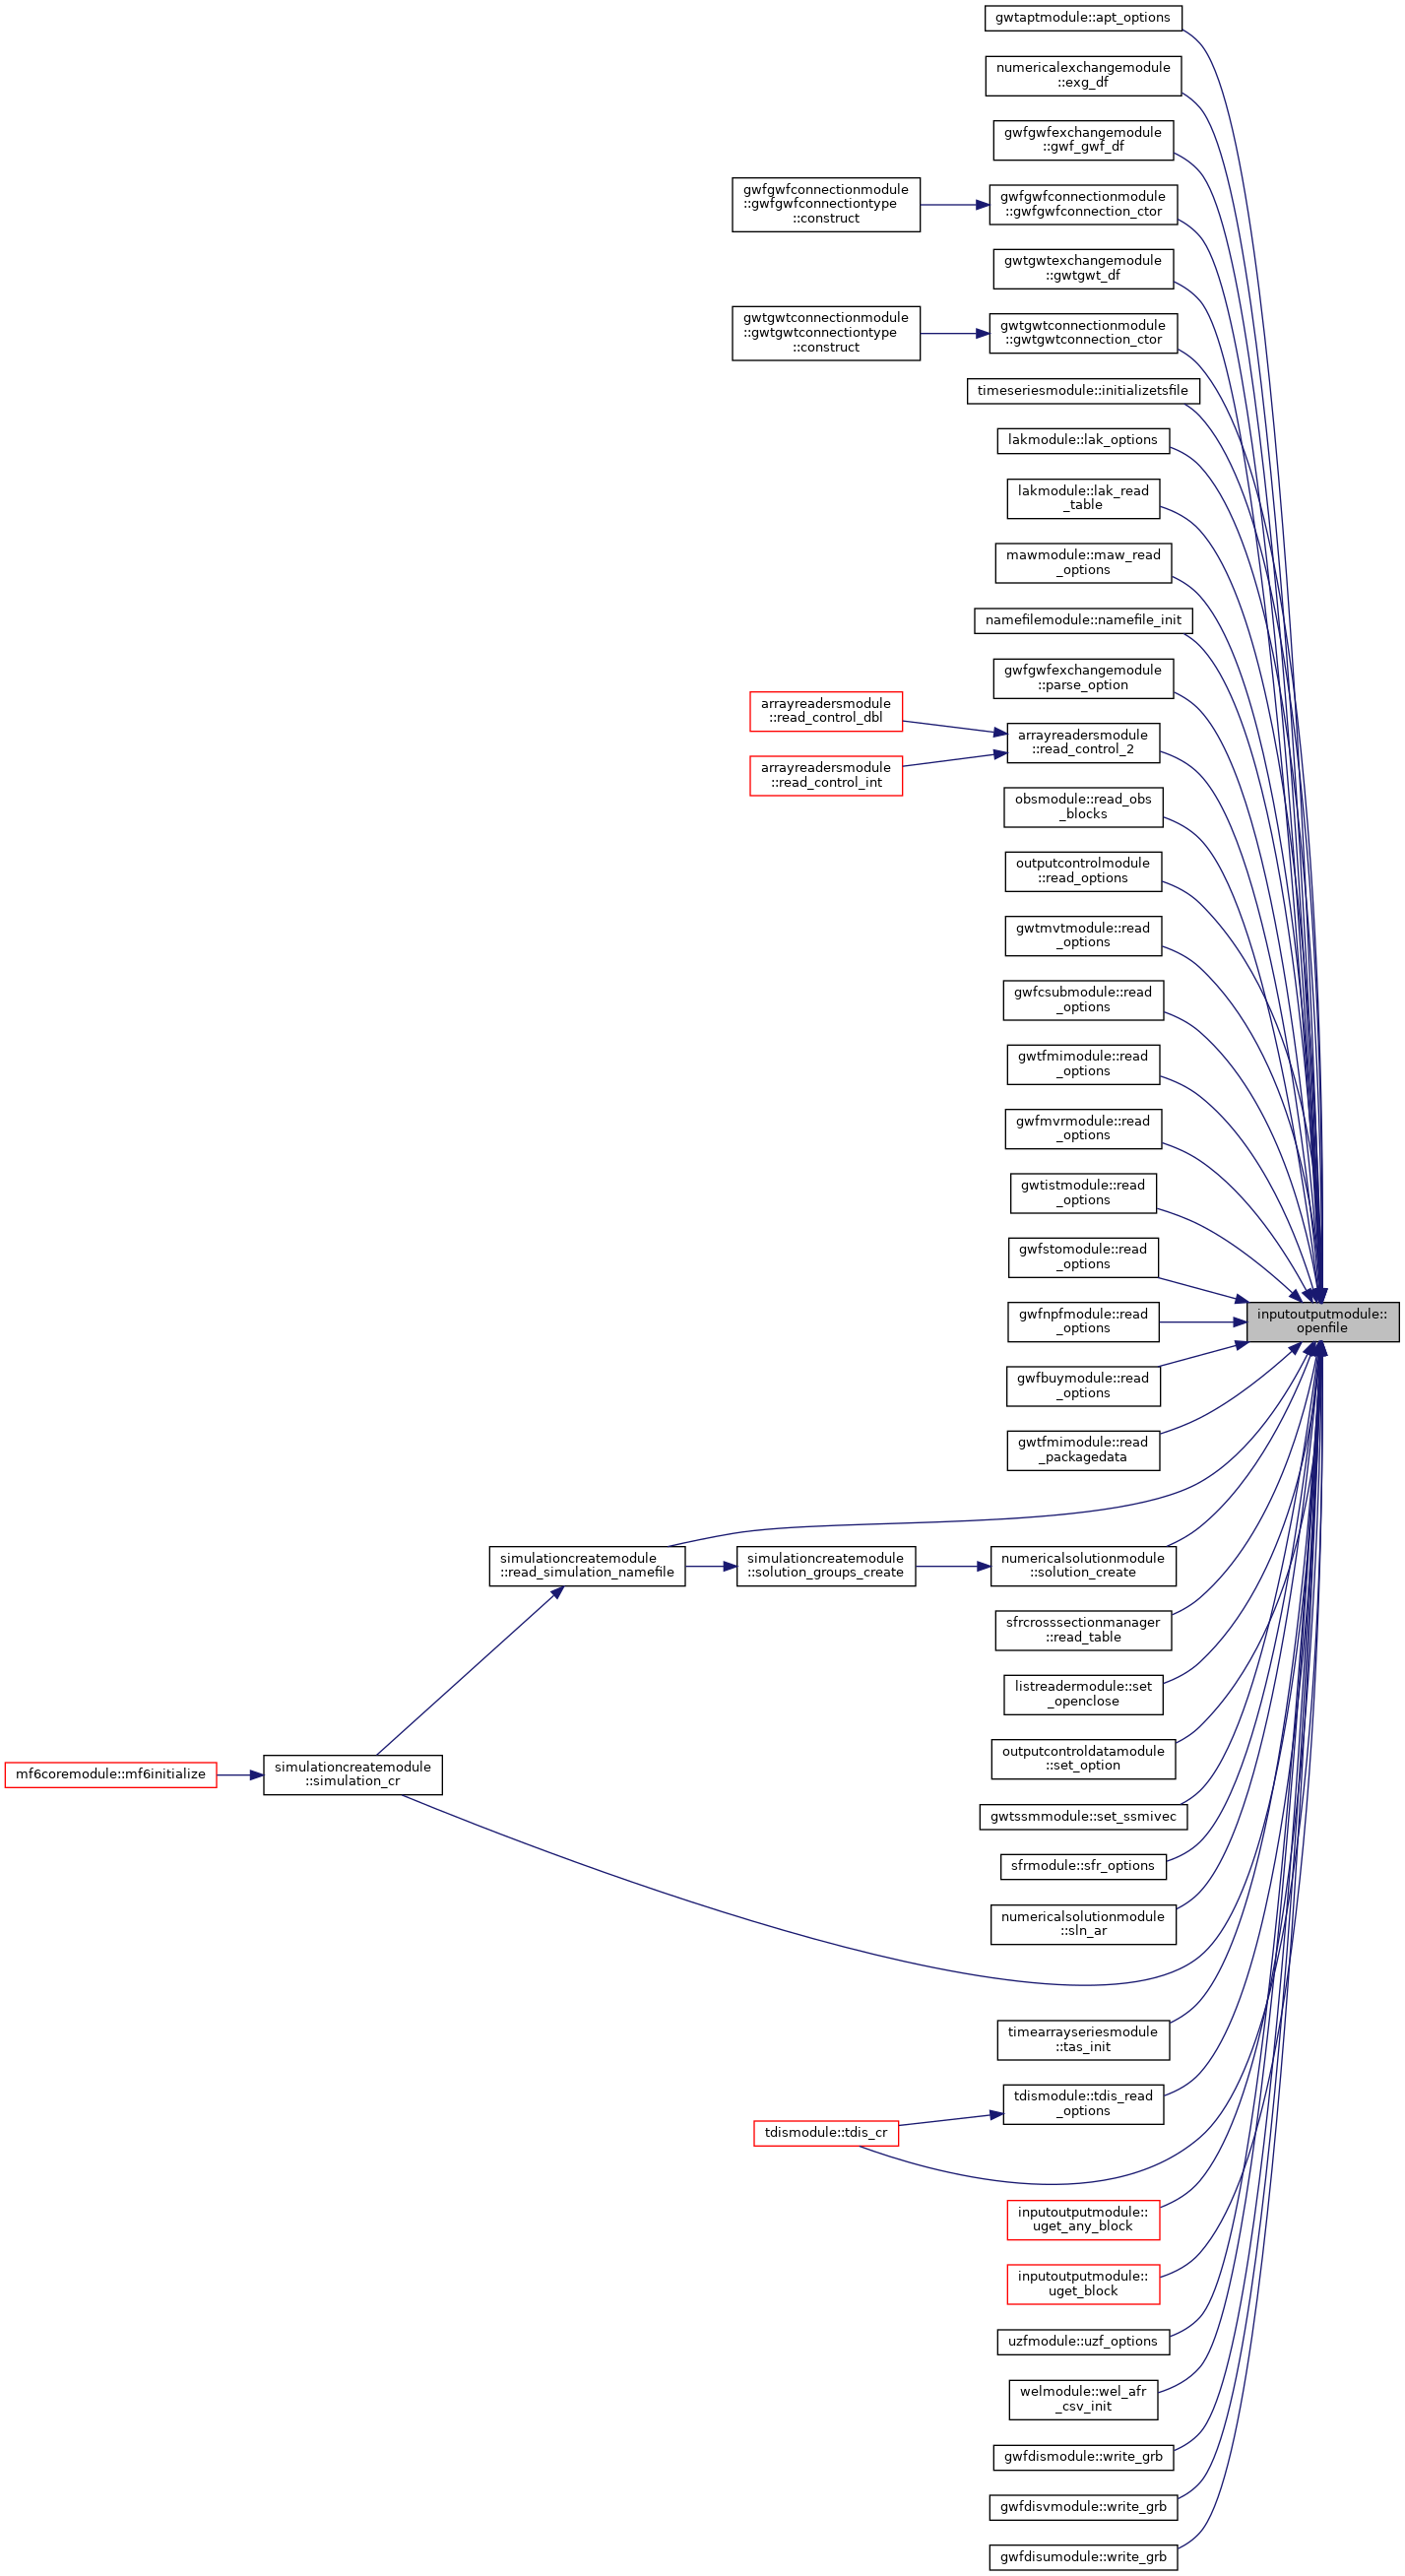 gwtaptmodule::apt_options
numericalexchangemodule
::exg_df
gwfgwfexchangemodule
::gwf_gwf_df
gwfgwfconnectionmodule
::gwfgwfconnectiontype
::construct
gwfgwfconnectionmodule
::gwfgwfconnection_ctor
gwtgwtexchangemodule
::gwtgwt_df
gwtgwtconnectionmodule
::gwtgwtconnectiontype
::construct
gwtgwtconnectionmodule
::gwtgwtconnection_ctor
timeseriesmodule::initializetsfile
lakmodule::lak_options
lakmodule::lak_read
_table
mawmodule::maw_read
_options
namefilemodule::namefile_init
gwfgwfexchangemodule
::parse_option
arrayreadersmodule
::read_control_dbl
arrayreadersmodule
::read_control_2
arrayreadersmodule
::read_control_int
obsmodule::read_obs
_blocks
outputcontrolmodule
::read_options
gwtmvtmodule::read
_options
gwfcsubmodule::read
_options
gwtfmimodule::read
_options
gwfmvrmodule::read
_options
gwtistmodule::read
_options
gwfstomodule::read
_options
inputoutputmodule::
openfile
gwfnpfmodule::read
_options
gwfbuymodule::read
_options
gwtfmimodule::read
_packagedata
simulationcreatemodule
::read_simulation_namefile
simulationcreatemodule
::solution_groups_create
numericalsolutionmodule
::solution_create
sfrcrosssectionmanager
::read_table
listreadermodule::set
_openclose
outputcontroldatamodule
::set_option
mf6coremodule::mf6initialize
simulationcreatemodule
::simulation_cr
gwtssmmodule::set_ssmivec
sfrmodule::sfr_options
numericalsolutionmodule
::sln_ar
timearrayseriesmodule
::tas_init
tdismodule::tdis_read
_options
tdismodule::tdis_cr
inputoutputmodule::
uget_any_block
inputoutputmodule::
uget_block
uzfmodule::uzf_options
welmodule::wel_afr
_csv_init
gwfdismodule::write_grb
gwfdisvmodule::write_grb
gwfdisumodule::write_grb